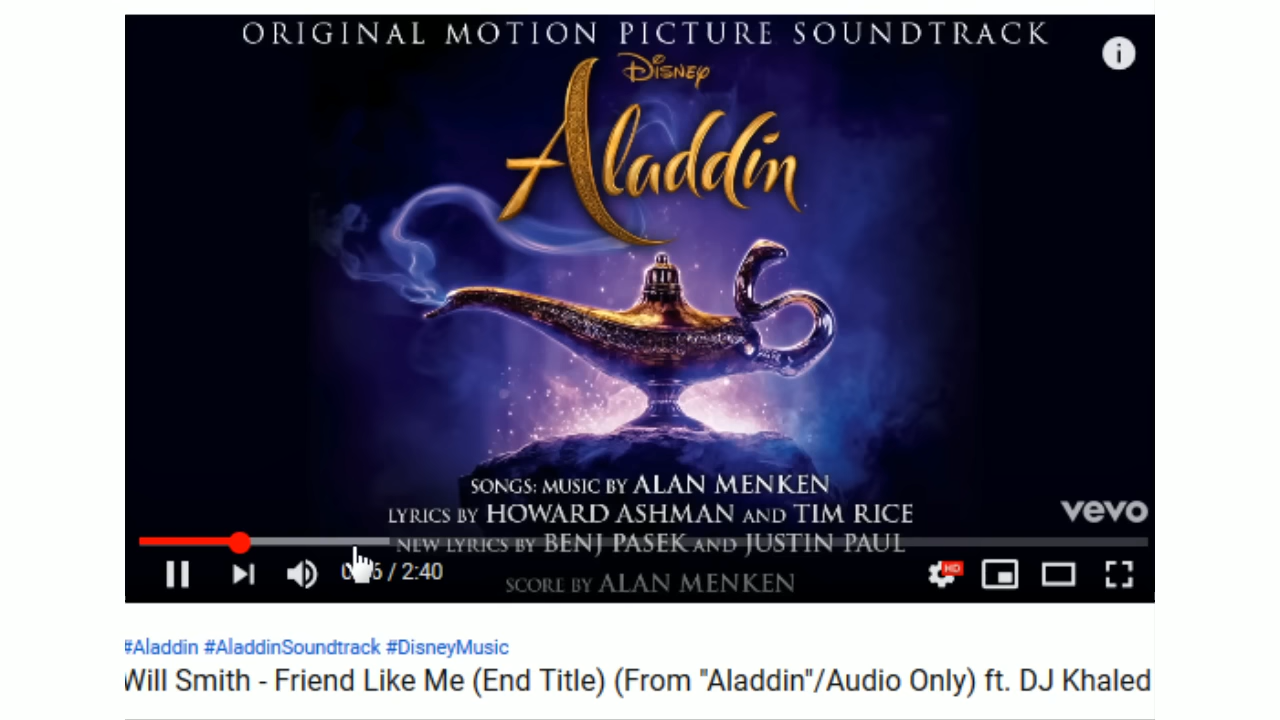 ORIGINAL MOTION PICTURE SOUNDTRACK
i
DISNEY
Aladdin
SONGS: MUSIC BY ALAN MENKEN
LYRICS BY HOWARD ASHMAN AND TIM RICE
vevo
NEW LYRICS BY BENJ PASEK AND JUSTIN PAUL
/ 2:40
HD
SCORE BY ALAN MENKEN
#Aladdin #AladdinSoundtrack #DisneyMusic
Will Smith - Friend Like Me (End Title) (From "Aladdin"/Audio Only) ft. DJ Khaled